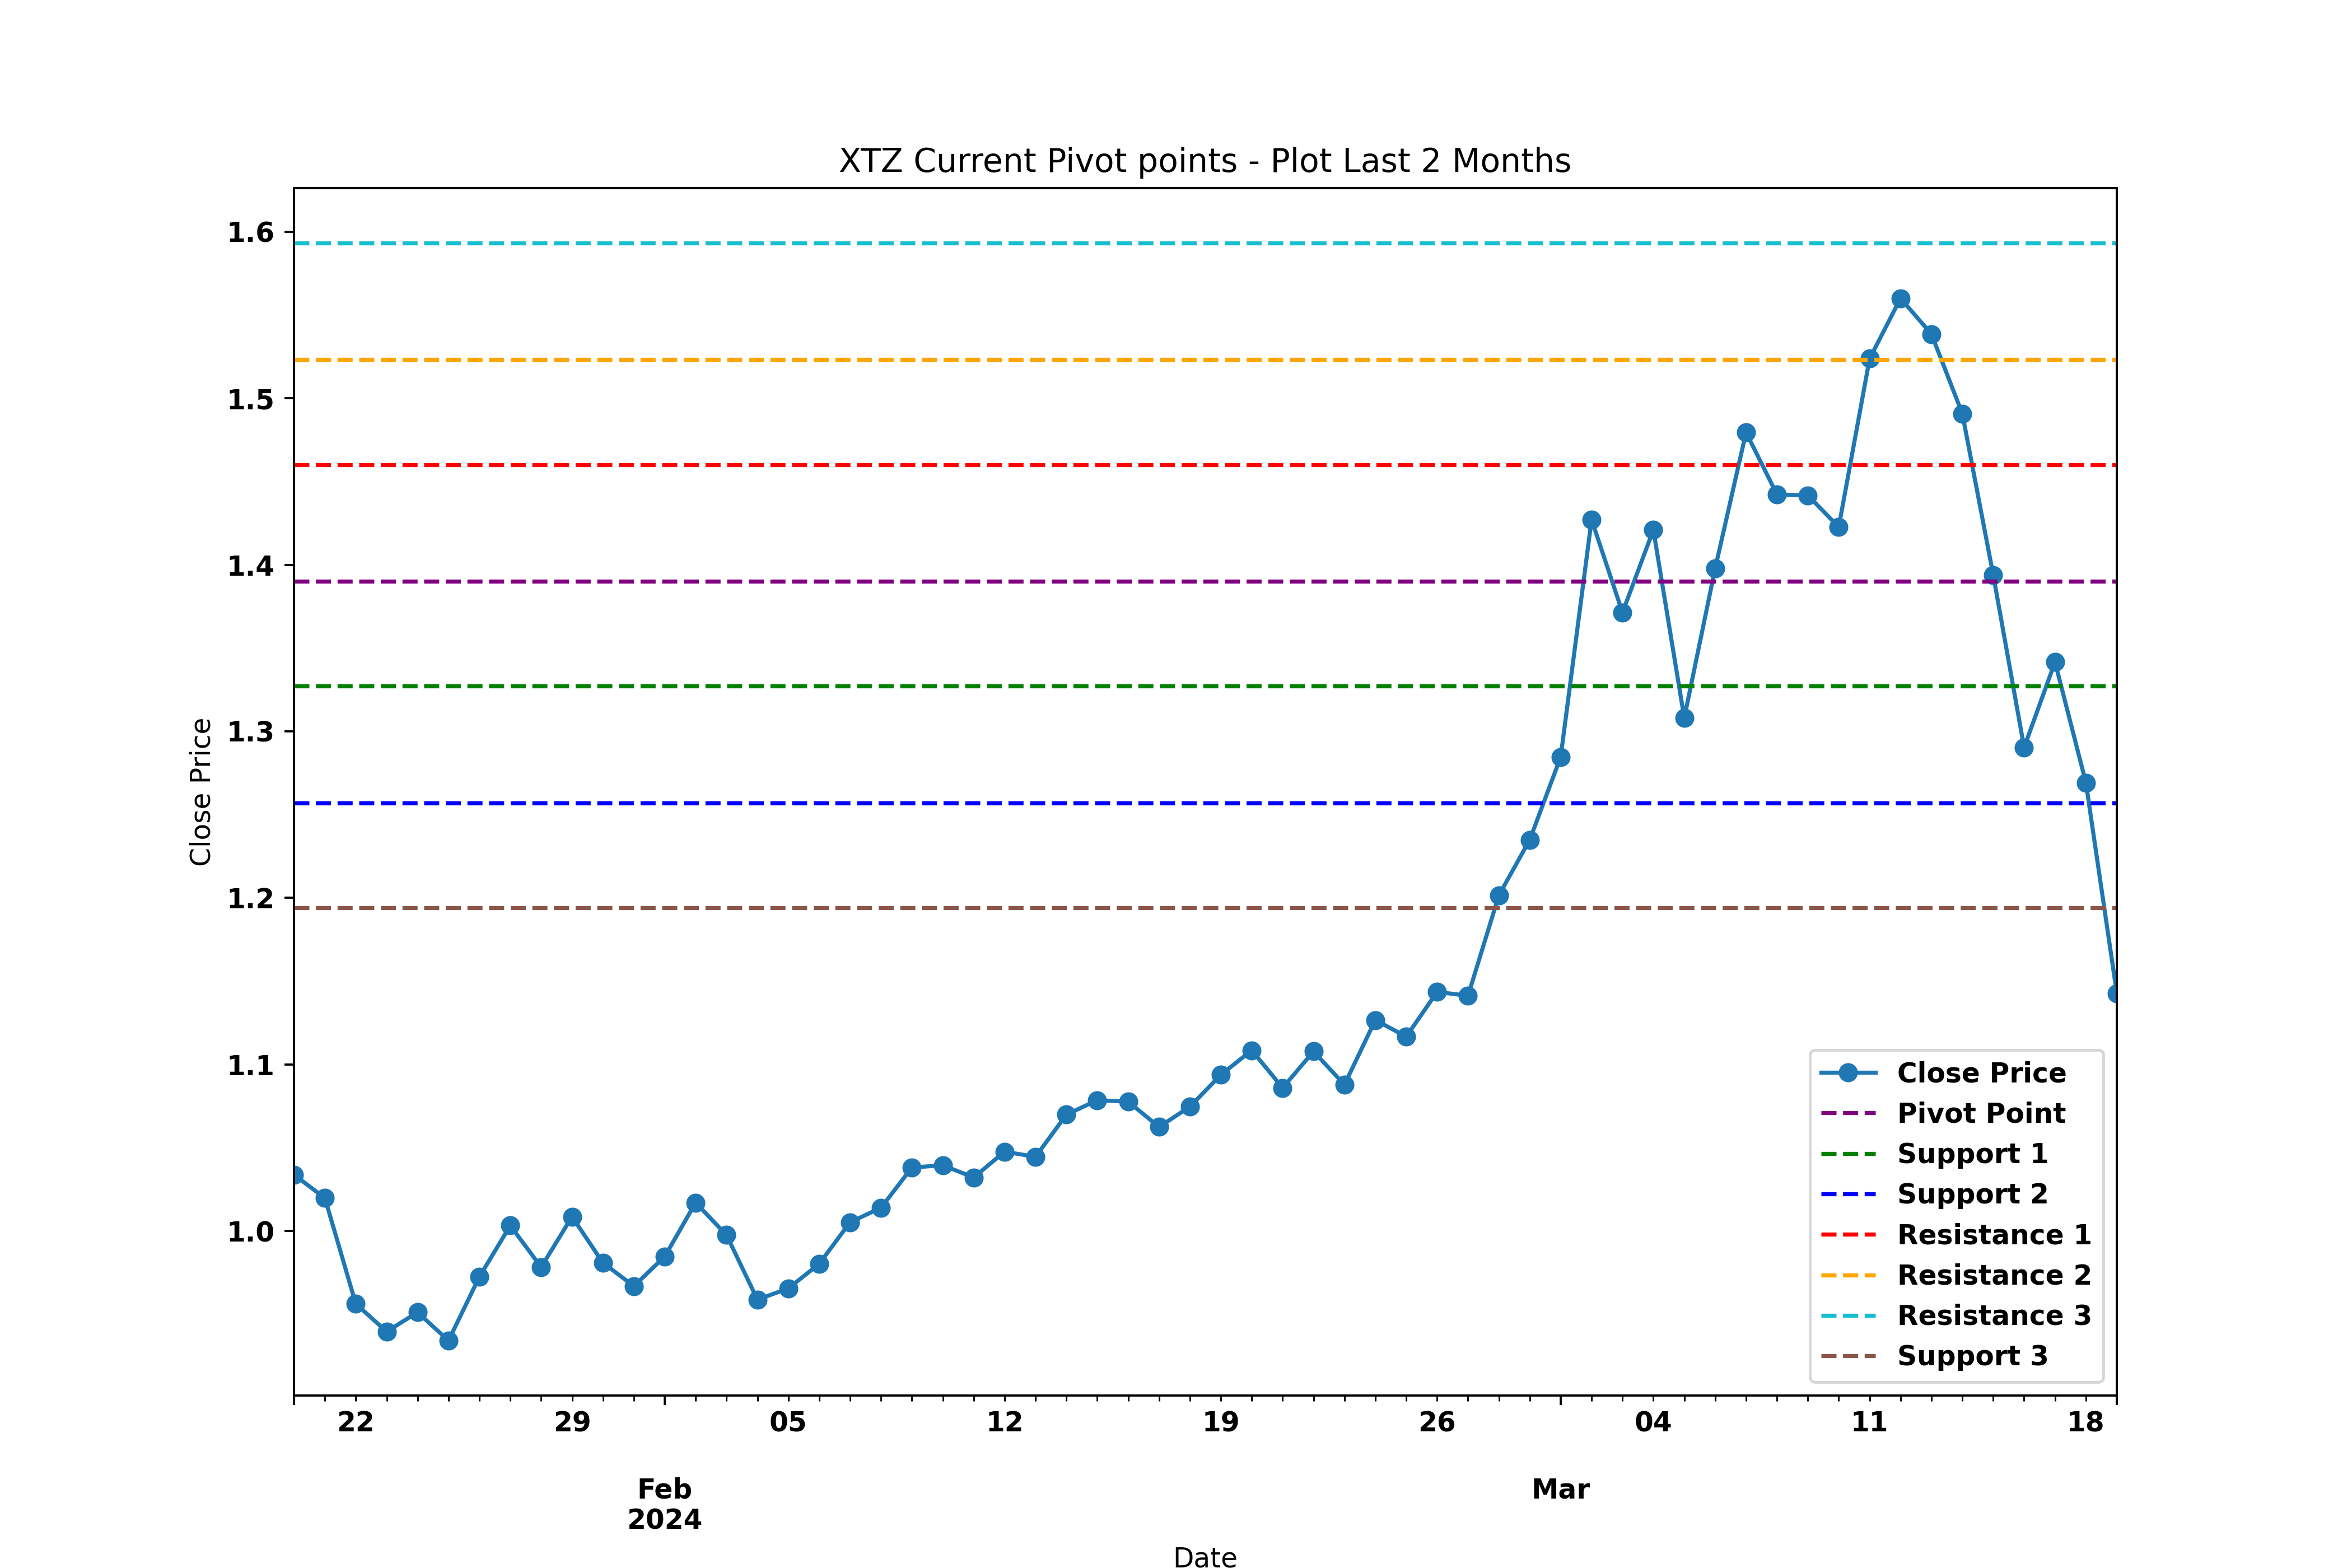 XTZ Current Pivot points - Plot Last 2 Months
1.6
1.5
1.4
1.3
1.2
1.1
1.0
Close Price
Close Price
Pivot Point
Support 1
Support 2
Resistance 1
Resistance 2
Resistance 3
Support 3
22 29 05 12 19 26 04 11 18
Feb Mar
2024
Date